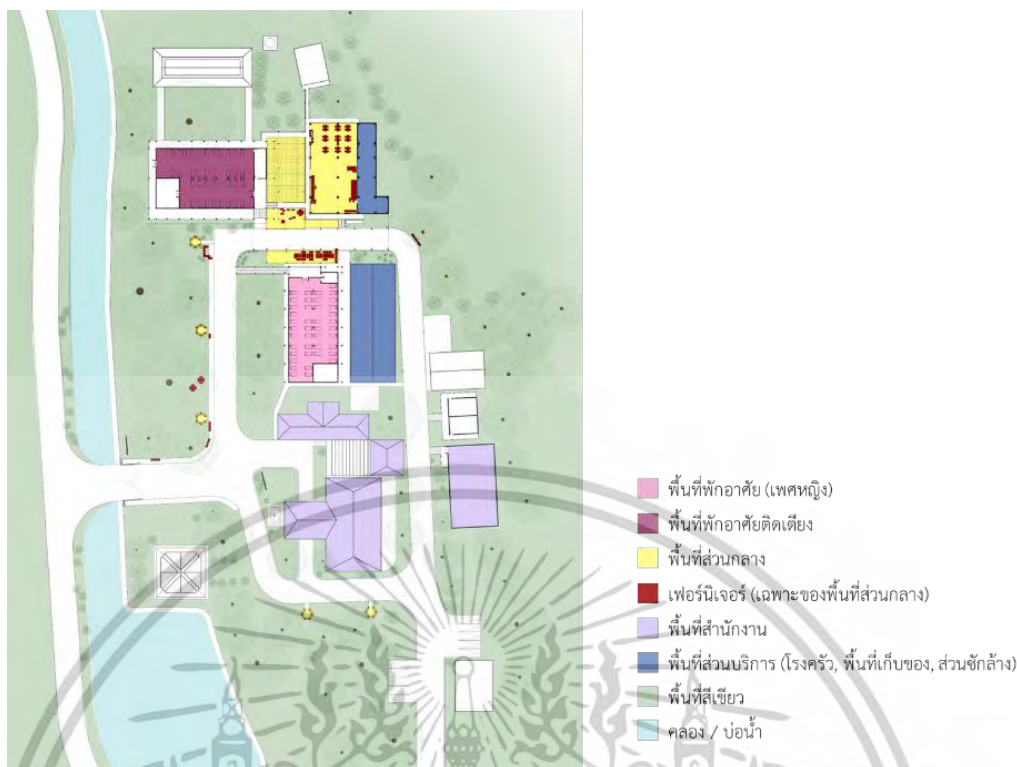 พื้นที่พักอาศัย (เพศหญิง)
พื้นที่พักอาศัยติดเตียง
พื้นที่ส่วนกลาง
เฟอร์นิเจอร์ (เฉพาะของพื้นที่ส่วนกลาง)
พื้นที่สำนักงาน
พื้นที่ส่วนบริการ (โรงครัว, พื้นที่เก็บของ, ส่วนซักล้าง)
พื้นที่สีเขียว
คลอง / บ่อน้ำ